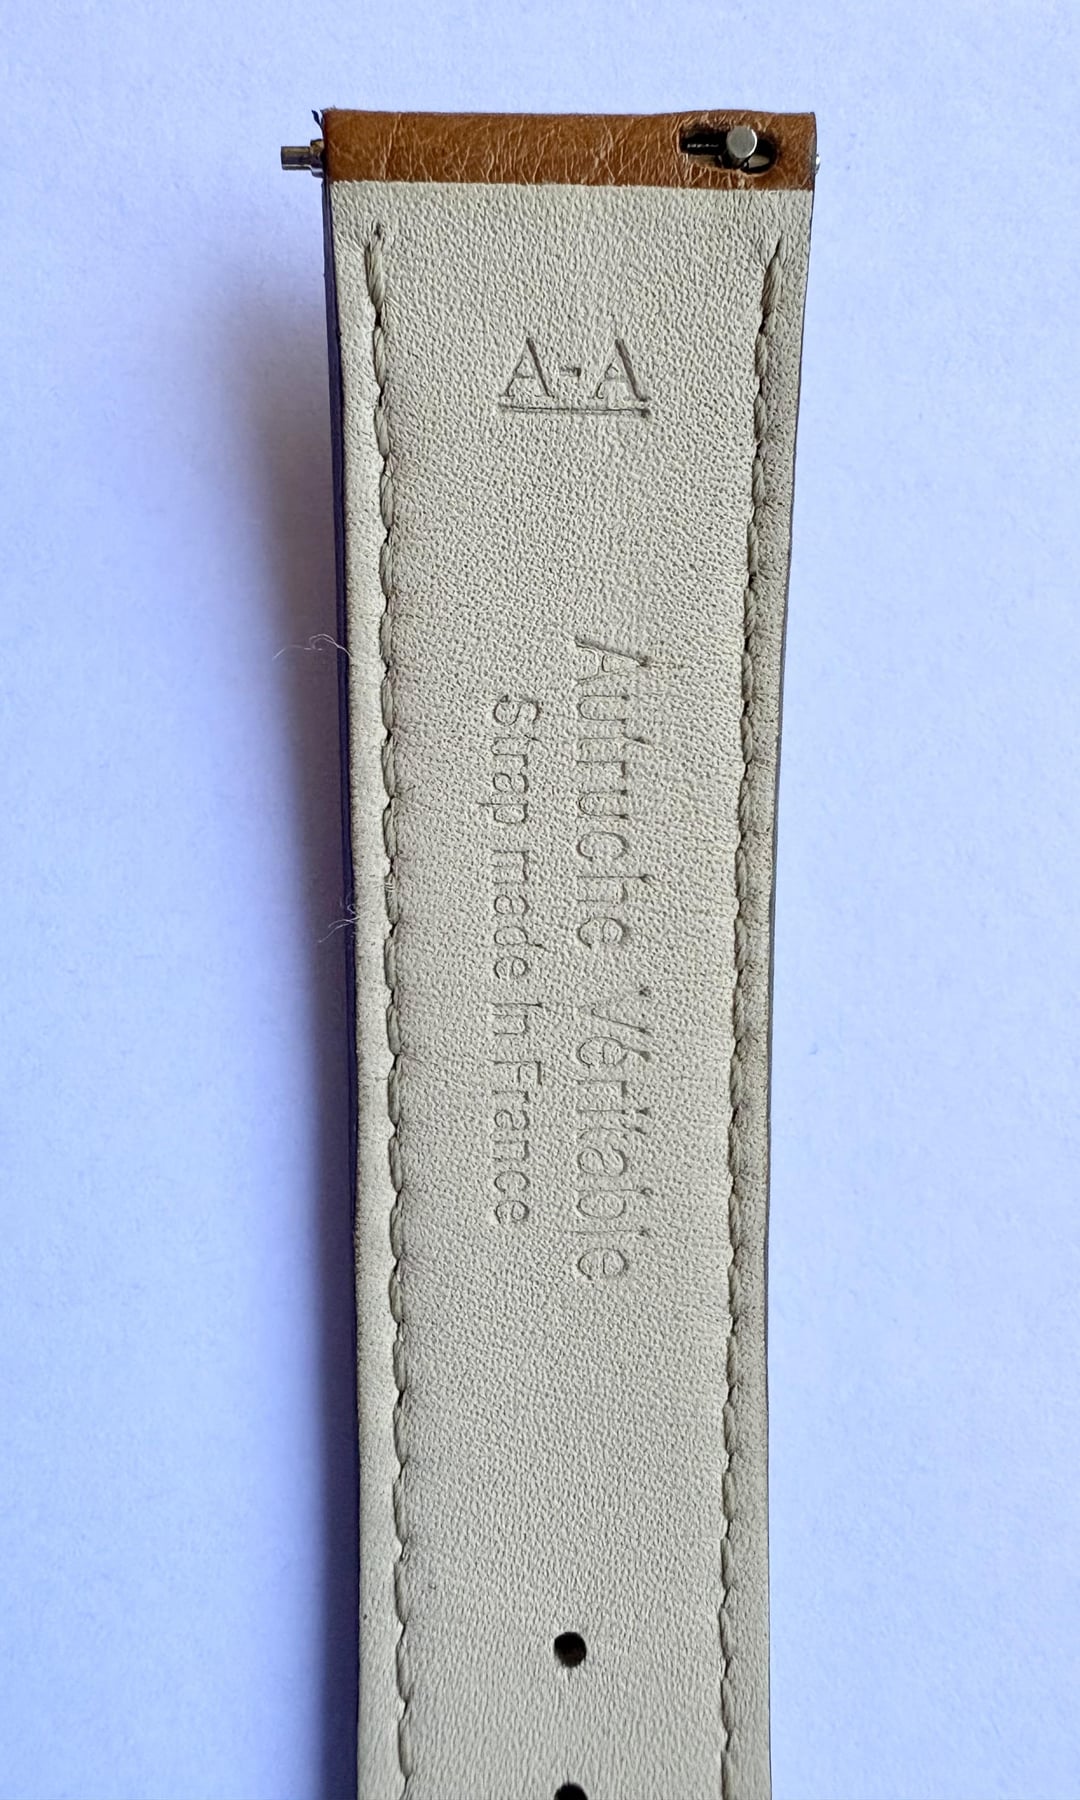 A-A
Autruche Véritable
Strap made in France